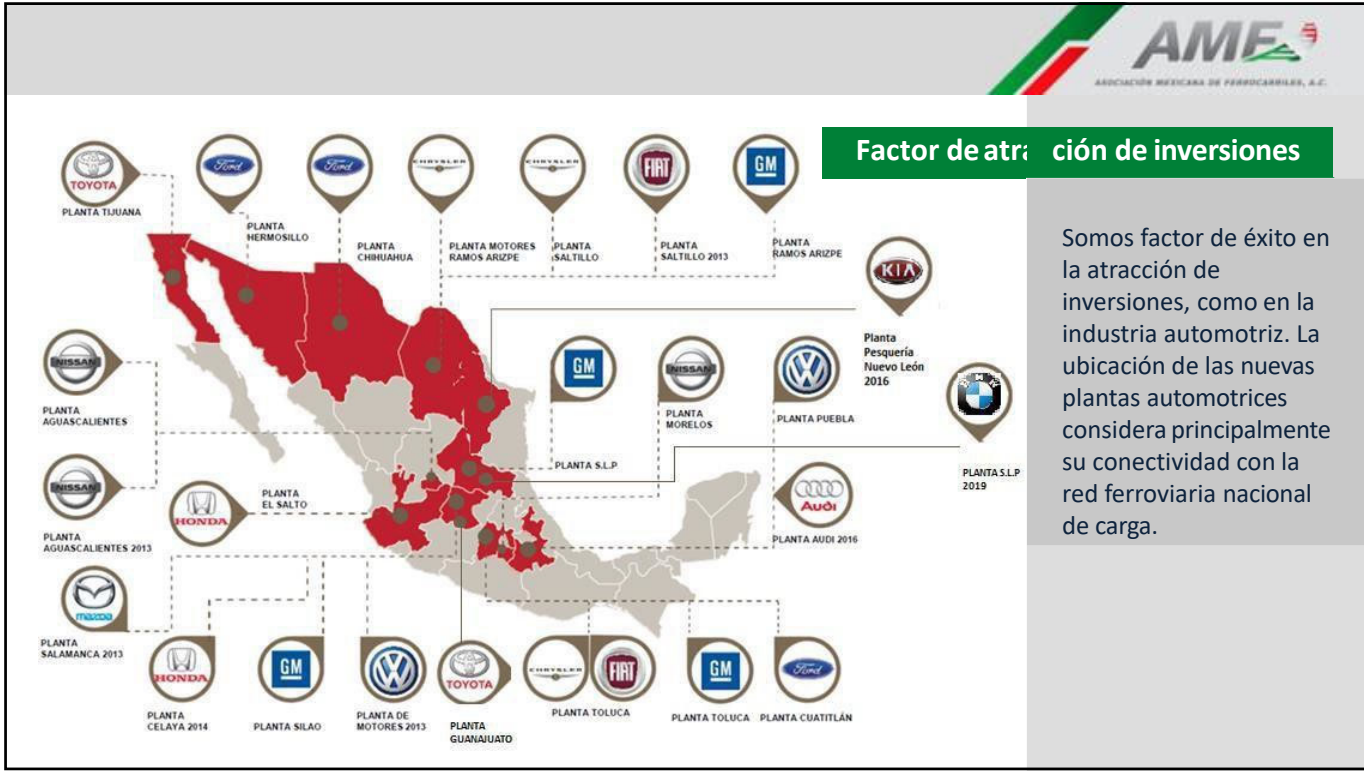 AMF
ASOCIACIÓN MEXICANA DE FERROCARRILES, A.C.
Factor de atra ción de inversiones
Somos factor de éxito en
la atracción de
inversiones, como en la
industria automotriz. La
ubicación de las nuevas
plantas automotrices
considera principalmente
su conectividad con la
red ferroviaria nacional
de carga.
TOYOTA
PLANTA TIJUANA
Ford
PLANTA
HERMOSILLO
Ford
PLANTA
CHIHUAHUA
CHRYSLER
PLANTA MOTORES
RAMOS ARIZPE
CHRYSLER
PLANTA
SALTILLO
FIAT
PLANTA
SALTILLO 2013
GM
PLANTA
RAMOS ARIZPE
KIA
Planta
Pesquería
Nuevo León
2016
NISSAN
PLANTA
AGUASCALIENTES
GM
PLANTA S.L.P
NISSAN
PLANTA
MORELOS
PLANTA PUEBLA
BMW
PLANTA S.L.P
2019
NISSAN
PLANTA
AGUASCALIENTES 2013
HONDA
PLANTA
EL SALTO
Audi
PLANTA AUDI 2016
mazda
PLANTA
SALAMANCA 2013
HONDA
PLANTA
CELAYA 2014
GM
PLANTA SILAO
PLANTA DE
MOTORES 2013
TOYOTA
PLANTA
GUANAJUATO
CHRYSLER
FIAT
PLANTA TOLUCA
GM
PLANTA TOLUCA
Ford
PLANTA CUATITLÁN